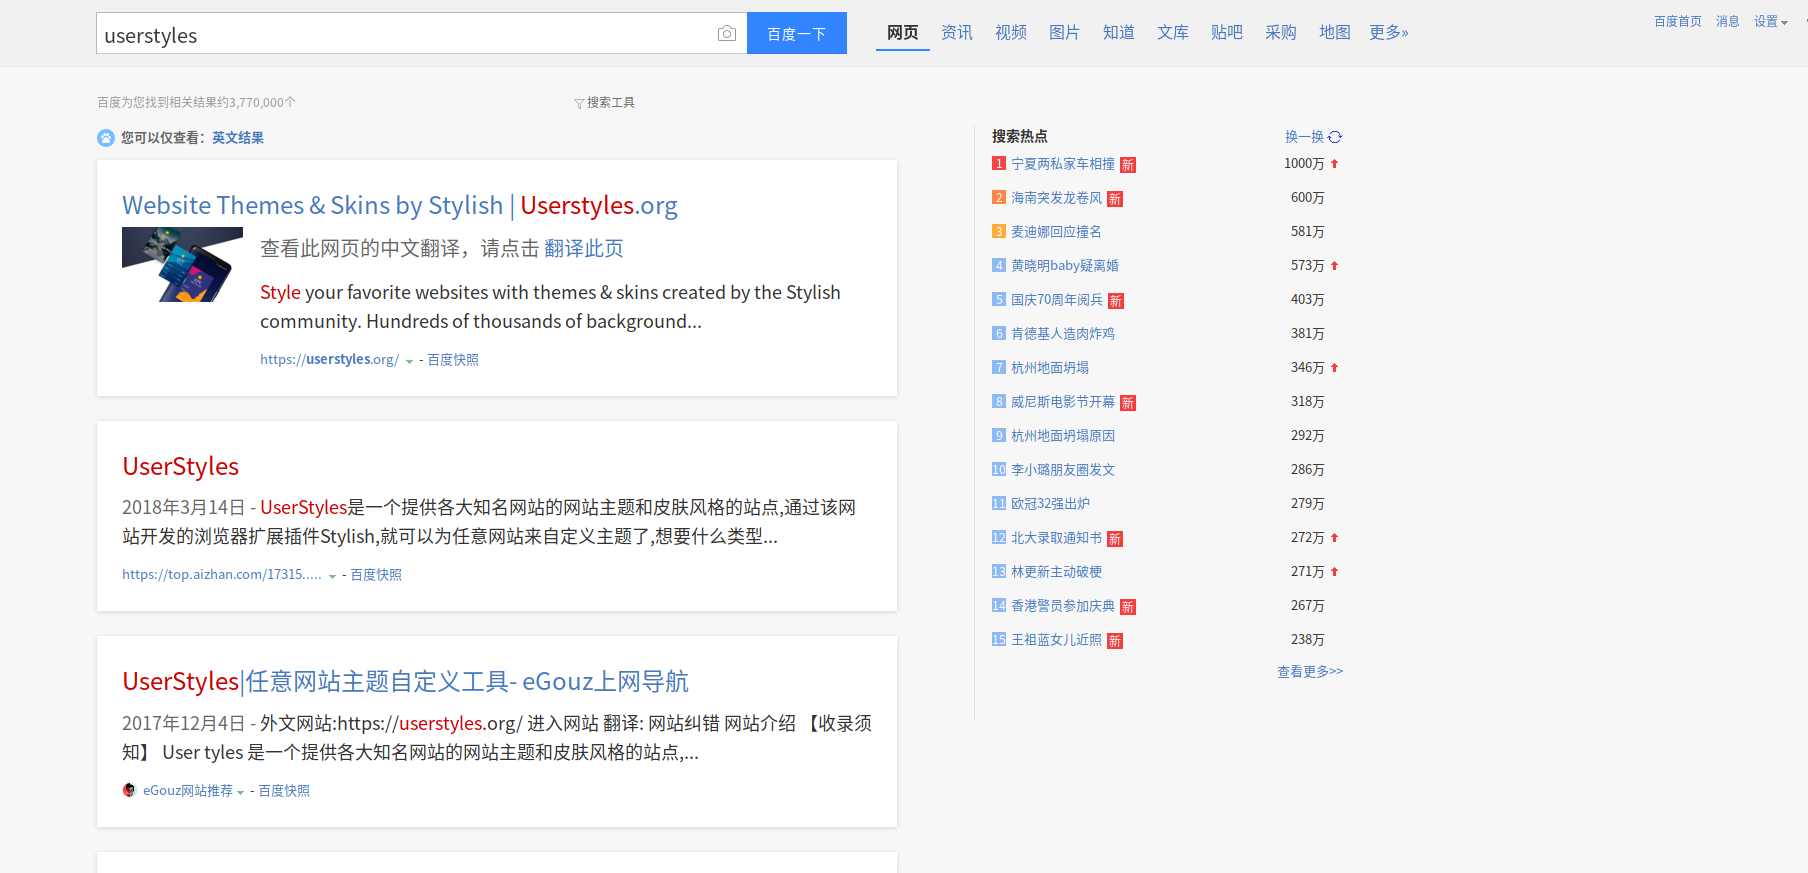 userstyles
百度一下
网页 资讯 视频 图片 知道 文库 贴吧 采购 地图 更多»
百度首页 消息 设置
百度为您找到相关结果约3,770,000个
搜索工具
您可以仅查看：英文结果
Website Themes & Skins by Stylish | Userstyles.org
查看此网页的中文翻译，请点击 翻译此页
Style your favorite websites with themes & skins created by the Stylish
community. Hundreds of thousands of background...
https://userstyles.org/ - 百度快照
UserStyles
2018年3月14日 - UserStyles是一个提供各大知名网站的网站主题和皮肤风格的站点,通过该网
站开发的浏览器扩展插件Stylish,就可以为任意网站来自定义主题了,想要什么类型...
https://top.aizhan.com/17315..... - 百度快照
UserStyles|任意网站主题自定义工具- eGouz上网导航
2017年12月4日 - 外文网站:https://userstyles.org/ 进入网站 翻译: 网站纠错 网站介绍 【收录须
知】 User tyles 是一个提供各大知名网站的网站主题和皮肤风格的站点,...
eGouz网站推荐 - 百度快照
搜索热点 换一换
1 宁夏两私家车相撞 新 1000万
2 海南突发龙卷风 新 600万
3 麦迪娜回应撞名 581万
4 黄晓明baby疑离婚 573万
5 国庆70周年阅兵 新 403万
6 肯德基人造肉炸鸡 381万
7 杭州地面坍塌 346万
8 威尼斯电影节开幕 新 318万
9 杭州地面坍塌原因 292万
10 李小璐朋友圈发文 286万
11 欧冠32强出炉 279万
12 北大录取通知书 新 272万
13 林更新主动破梗 271万
14 香港警员参加庆典 新 267万
15 王祖蓝女儿近照 新 238万
查看更多>>